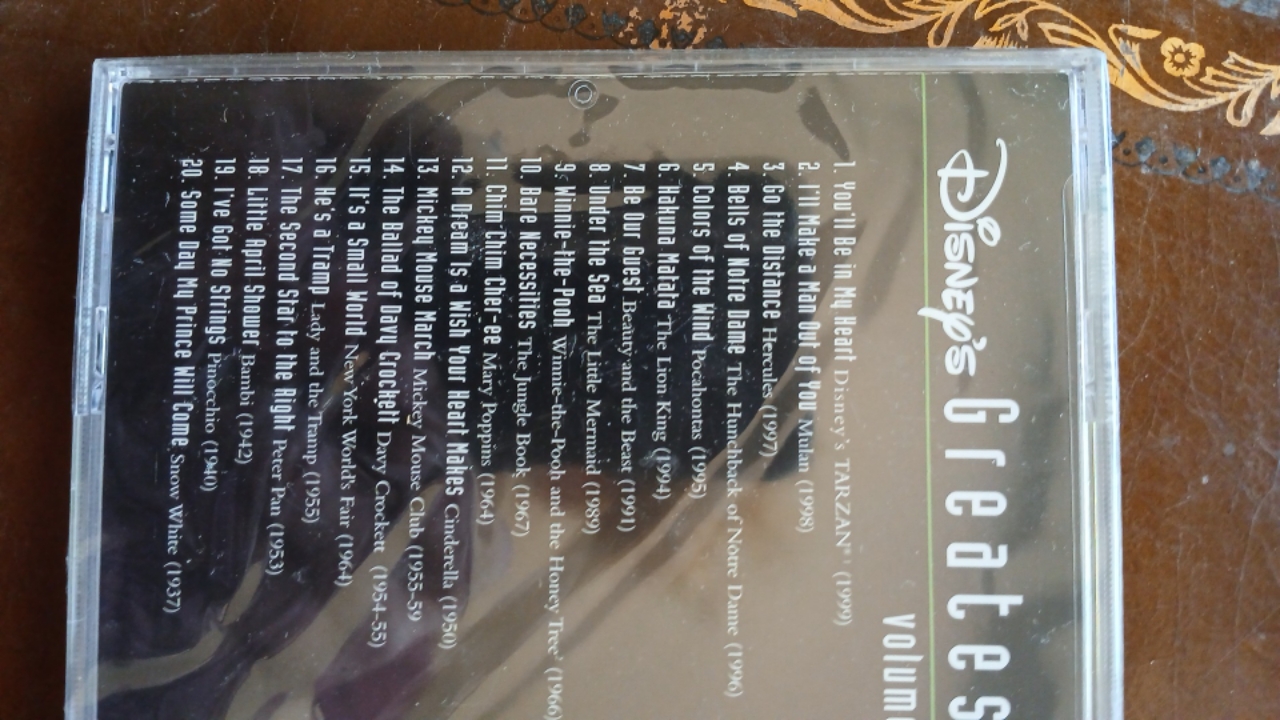 Disney's Greates
volume
1. You'll Be in My Heart Disney's TARZAN® (1999)
2. I'll Make a Man Out of You Mulan (1998)
3. Go the Distance Hercules (1997)
4. Bells of Notre Dame The Hunchback of Notre Dame (1996)
5. Colors of the Wind Pocahontas (1995)
6. Hakuna Matata The Lion King (1994)
7. Be Our Guest Beauty and the Beast (1991)
8. Under the Sea The Little Mermaid (1989)
9. Winne-the-Pooh Winnie-the-Pooh and the Honey Tree (1966)
10. Bare Necessities The Jungle Book (1967)
11. Chim Chim Cher-ee Mary Poppins (1964)
12. A Dream is a Wish Your Heart Makes Cinderella (1950)
13. Mickey Mouse March Mickey Mouse Club (1955-59
14. The Ballad of Davy Crockett Davy Crockett (1954-55)
15. It's a Small World New York World's Fair (1964)
16. He's a Tramp Lady and the Tramp (1955)
17. The Second Star to the Right Peter Pan (1953)
18. Little April Shower Bambi (1942)
19. I've Got No Strings Pinocchio (1940)
20. Some Day My Prince Will Come Snow White (1937)